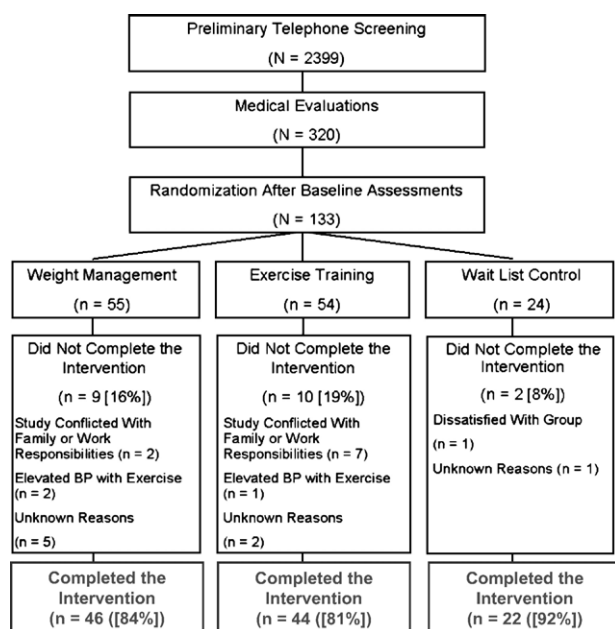 Preliminary Telephone Screening
(N = 2399)
Medical Evaluations
(N = 320)
Randomization After Baseline Assessments
(N = 133)
Weight Management
(n = 55)
Exercise Training
(n = 54)
Wait List Control
(n = 24)
Did Not Complete the
Intervention
(n = 9 [16%])
Study Conflicted With
Family or Work
Responsibilities (n = 2)
Elevated BP with Exercise
(n = 2)
Unknown Reasons
(n = 5)
Did Not Complete the
Intervention
(n = 10 [19%])
Study Conflicted With
Family or Work
Responsibilities (n = 7)
Elevated BP with Exercise
(n = 1)
Unknown Reasons
(n = 2)
Did Not Complete the
Intervention
(n = 2 [8%])
Dissatisfied With Group
(n = 1)
Unknown Reasons (n = 1)
Completed the
Intervention
n = 46 ([84%)
Completed the
Intervention
n = 44 ([81%)
Completed the
Intervention
n = 22 ([92%)